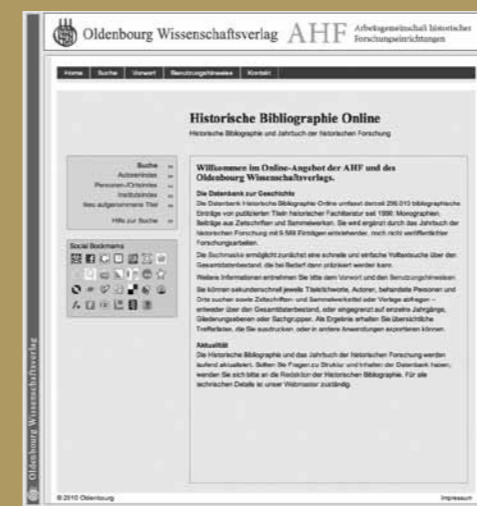 Oldenbourg Wissenschaftsverlag AHF Arbeitsgemeinschaft historischer
Forschungseinrichtungen
Home Suche Vorwort Benutzungshinweise Kontakt
Historische Bibliographie Online
Historische Bibliographie und Jahrbuch der historischen Forschung
Suche »
Autorenindex »
Personen-/Ortsindex »
Institutsindex »
Neu aufgenommene Titel »
Hilfe zur Suche »
Social Bookmarks
Willkommen im Online-Angebot der AHF und des
Oldenbourg Wissenschaftsverlags.
Die Datenbank zur Geschichte
Die Datenbank Historische Bibliographie Online umfasst derzeit bibliographische
Einträge von publizierten Titeln historischer Fachliteratur seit 1990: Monographien,
Beiträge aus Zeitschriften und Sammelwerken. Sie wird ergänzt durch das Jahrbuch der
historischen Forschung mit Einträgen entstehender, noch nicht veröffentlichter
Forschungsarbeiten.
Die Suchmaske ermöglicht zunächst eine schnelle und einfache Volltextsuche über den
Gesamtdatenbestand, die bei Bedarf dann präzisiert werden kann.
Weitere Informationen entnehmen Sie bitte dem Vorwort und den Benutzungshinweisen.
Sie können sekundenschnell jeweils Titelstichworte, Autoren, behandelte Personen und
Orte suchen sowie Zeitschriften- und Sammelwerkstitel oder Verlage abfragen –
entweder über den Gesamtdatenbestand, oder eingegrenzt auf einzelne Jahrgänge,
Gliederungsebenen oder Sachgruppen. Als Ergebnis erhalten Sie übersichtliche
Trefferlisten, die Sie ausdrucken, oder in andere Anwendungen exportieren können.
Aktualität
Die Historische Bibliographie und das Jahrbuch der historischen Forschung werden
laufend aktualisiert. Sollten Sie Fragen zu Struktur und Inhalten der Datenbank haben,
wenden Sie sich bitte an die Redaktion der Historischen Bibliographie. Für alle
technischen Details ist unser Webmaster zuständig.
Oldenbourg Wissenschaftsverlag
© 2010 Oldenbourg
Impressum